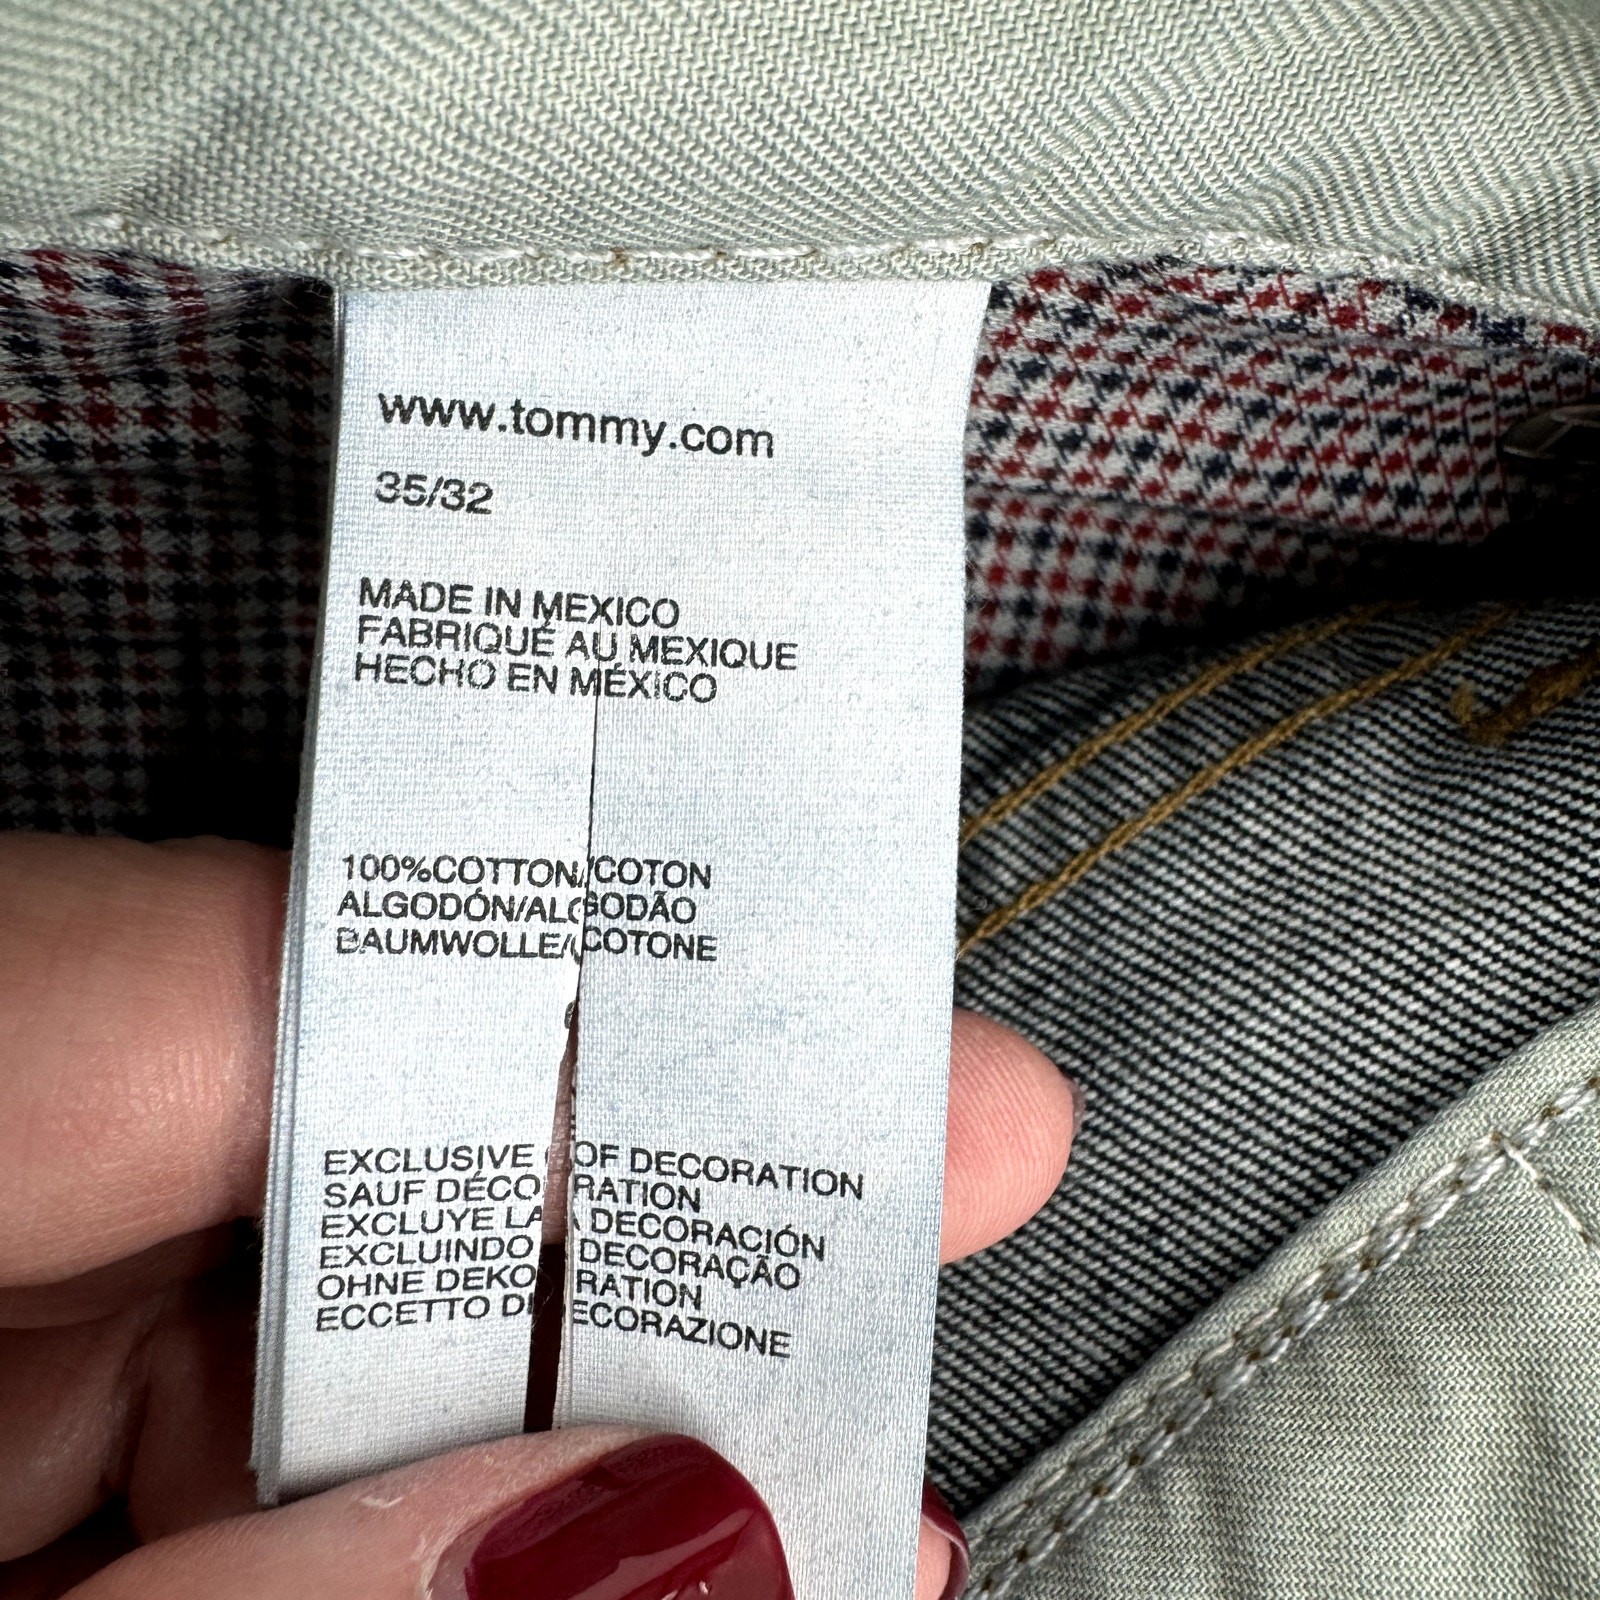 www.tommy.com
35/32
MADE IN MEXICO
FABRIQUÉ AU MEXIQUE
HECHO EN MÉXICO
100%COTTON/COTON
ALGODÓN/ALGODÃO
BAUMWOLLE/COTONE
EXCLUSIVE OF DECORATION
SAUF DÉCORATION
EXCLUYE LA DECORACIÓN
EXCLUINDO DECORAÇÃO
OHNE DEKORATION
ECCETTO DECORAZIONE